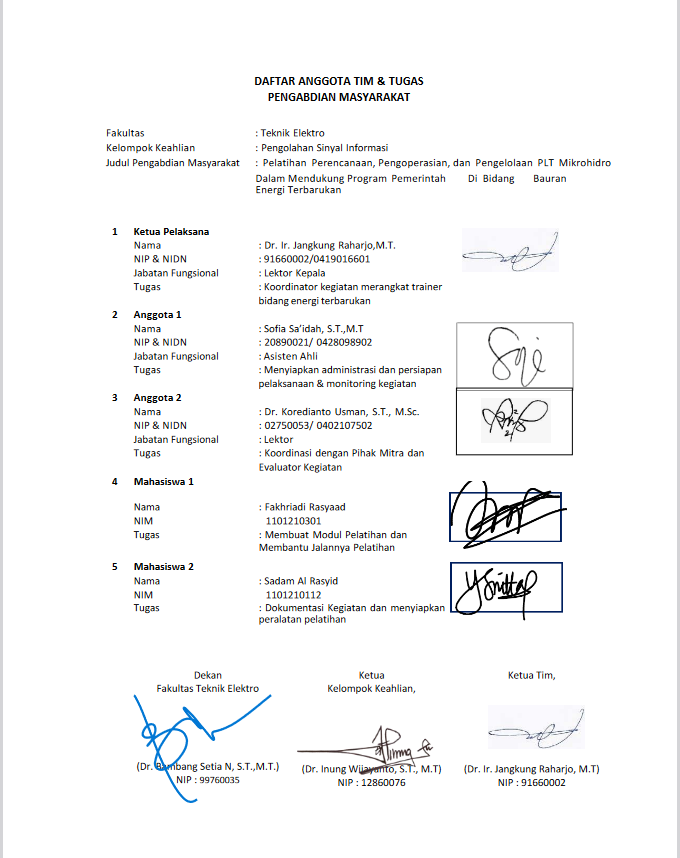 DAFTAR ANGGOTA TIM & TUGAS
PENGABDIAN MASYARAKAT
Fakultas : Teknik Elektro
Kelompok Keahlian : Pengolahan Sinyal Informasi
Judul Pengabdian Masyarakat : Pelatihan Perencanaan, Pengoperasian, dan Pengelolaan PLT Mikrohidro
Dalam Mendukung Program Pemerintah Di Bidang Bauran
Energi Terbarukan
1 Ketua Pelaksana
Nama : Dr. Ir. Jangkung Raharjo,M.T.
NIP & NIDN : 91660002/0419016601
Jabatan Fungsional : Lektor Kepala
Tugas : Koordinator kegiatan merangkat trainer
bidang energi terbarukan
2 Anggota 1
Nama : Sofia Sa'idah, S.T.,M.T
NIP & NIDN : 20890021/ 0428098902
Jabatan Fungsional : Asisten Ahli
Tugas : Menyiapkan administrasi dan persiapan
pelaksanaan & monitoring kegiatan
3 Anggota 2
Nama : Dr. Koredianto Usman, S.T., M.Sc.
NIP & NIDN : 02750053/ 0402107502
Jabatan Fungsional : Lektor
Tugas : Koordinasi dengan Pihak Mitra dan
Evaluator Kegiatan
4 Mahasiswa 1
Nama : Fakhriadi Rasyaad
NIM 1101210301
Tugas : Membuat Modul Pelatihan dan
Membantu Jalannya Pelatihan
5 Mahasiswa 2
Nama : Sadam Al Rasyid
NIM 1101210112
Tugas : Dokumentasi Kegiatan dan menyiapkan
peralatan pelatihan
Dekan Ketua Ketua Tim,
Fakultas Teknik Elektro Kelompok Keahlian,
(Dr. Bambang Setia N, S.T.,M.T.) (Dr. Inung Wijayanto, S.T., M.T) (Dr. Ir. Jangkung Raharjo, M.T)
NIP : 99760035 NIP : 12860076 NIP : 91660002